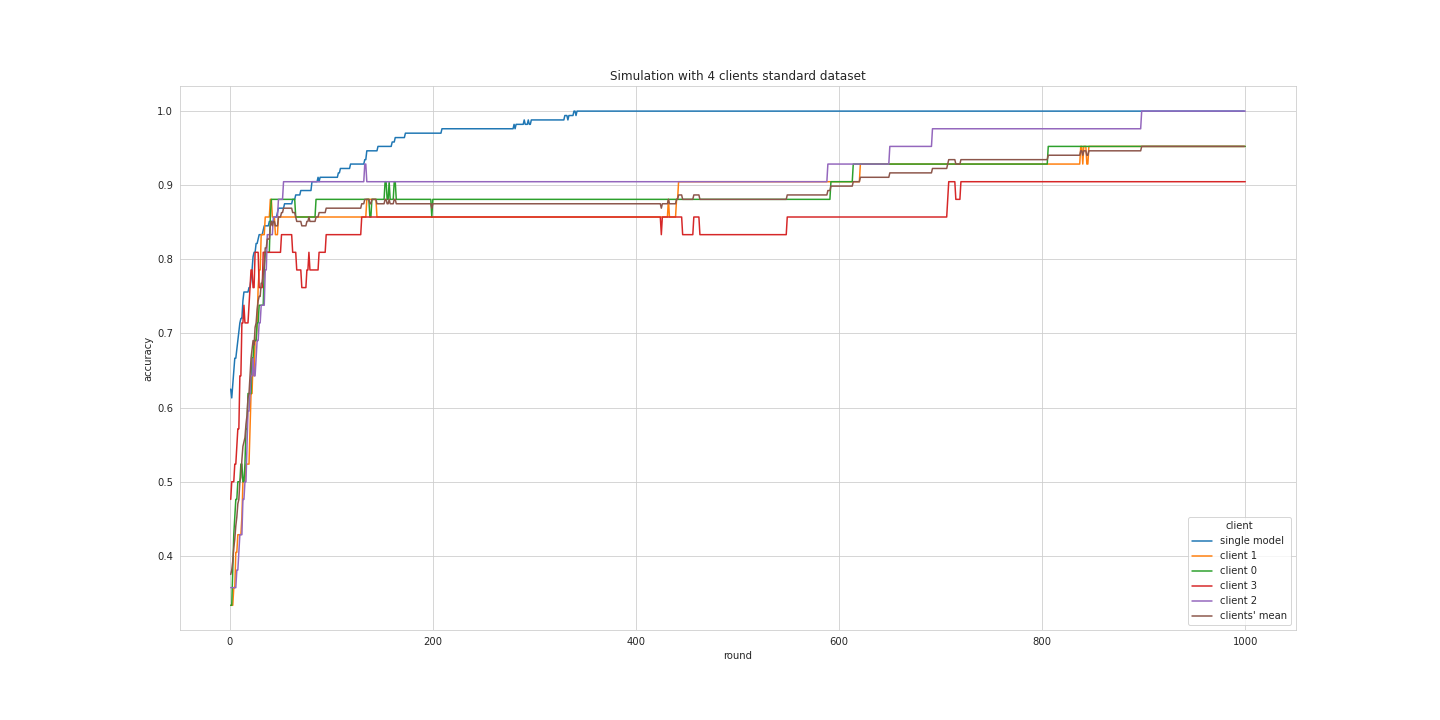 Simulation with 4 clients standard dataset
1.0
0.9
0.8
0.7
0.6
0.5
0.4
accuracy
0
200
400
600
800
1000
round
client
single model
client 1
client 0
client 3
client 2
clients' mean